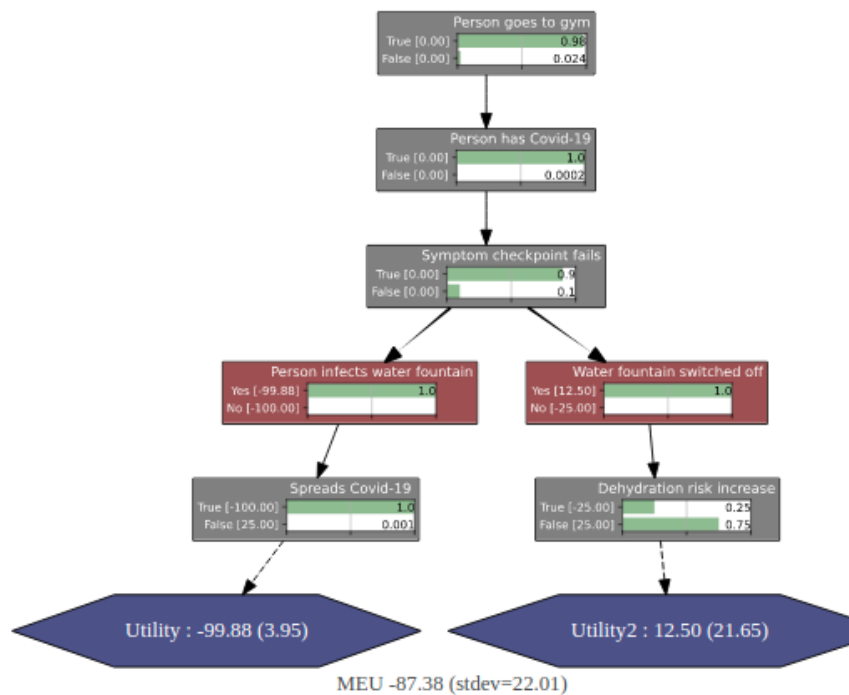 Person goes to gym
True [0.00] 0.98
False [0.00] 0.024
Person has Covid-19
True [0.00] 1.0
False [0.00] 0.0002
Symptom checkpoint fails
True [0.00] 0.9
False [0.00] 0.1
Person infects water fountain
Yes [-99.88] 1.0
No [-100.00]
Water fountain switched off
Yes [12.50] 1.0
No [-25.00]
Spreads Covid-19
True [-100.00] 1.0
False [25.00] 0.001
Dehydration risk increase
True [-25.00] 0.25
False [25.00] 0.75
Utility : -99.88 (3.95)
Utility2 : 12.50 (21.65)
MEU -87.38 (stdev=22.01)